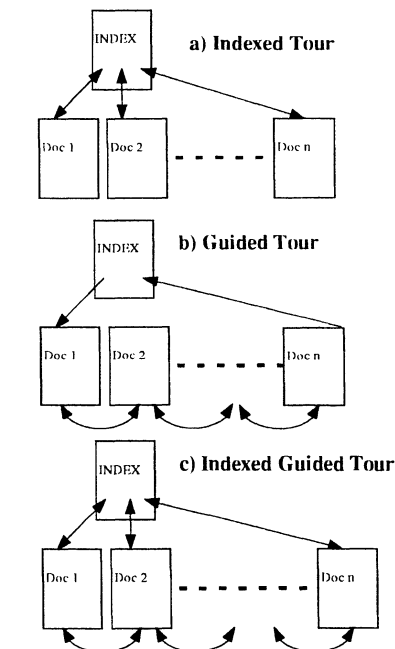 INDEX
a) Indexed Tour
Doc 1
Doc 2
Doc n
b) Guided Tour
INDEX
Doc 1
Doc 2
Doc n
c) Indexed Guided Tour
INDEX
Doc 1
Doc 2
Doc n